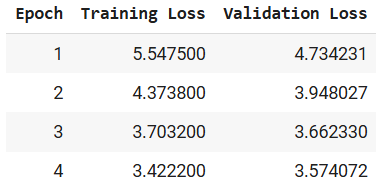 Epoch Training Loss Validation Loss
1 5.547500 4.734231
2 4.373800 3.948027
3 3.703200 3.662330
4 3.422200 3.574072